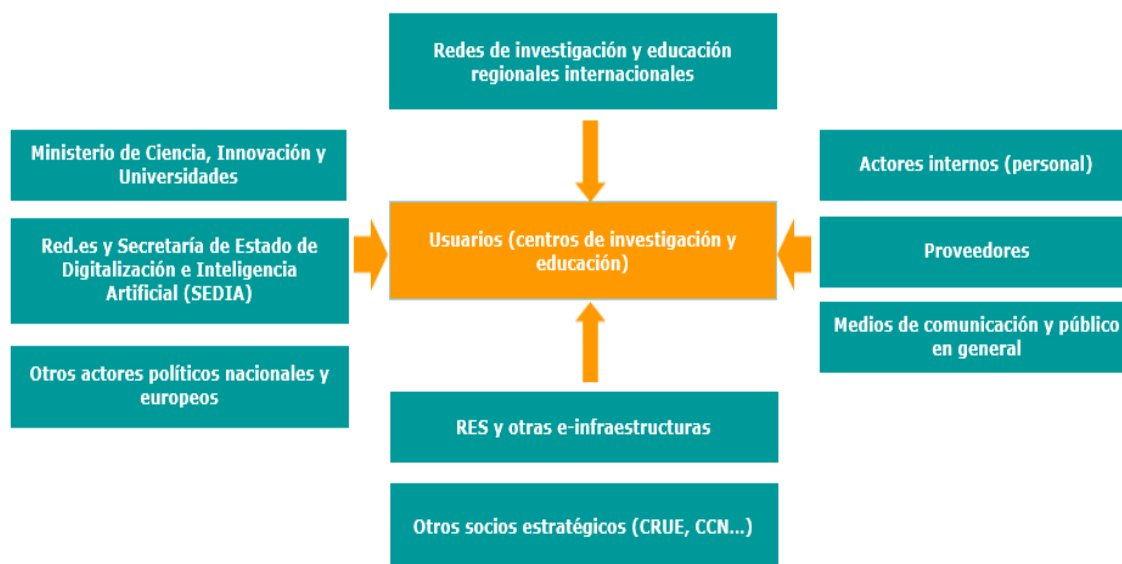 Redes de investigación y educación
regionales internacionales
Ministerio de Ciencia, Innovación y
Universidades
Red.es y Secretaría de Estado de
Digitalización e Inteligencia
Artificial (SEDIA)
Otros actores políticos nacionales y
europeos
Usuarios (centros de investigación y
educación)
Actores internos (personal)
Proveedores
Medios de comunicación y público
en general
RES y otras e-infraestructuras
Otros socios estratégicos (CRUE, CCN...)